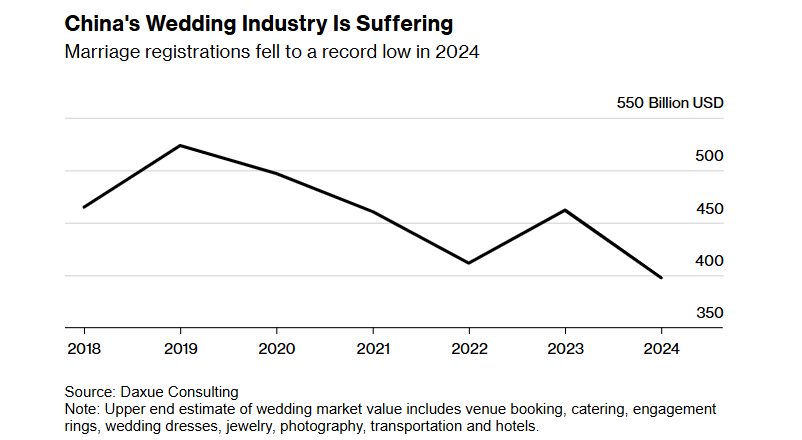 China's Wedding Industry Is Suffering
Marriage registrations fell to a record low in 2024
550 Billion USD
500
450
400
350
2018 2019 2020 2021 2022 2023 2024
Source: Daxue Consulting
Note: Upper end estimate of wedding market value includes venue booking, catering, engagement
rings, wedding dresses, jewelry, photography, transportation and hotels.